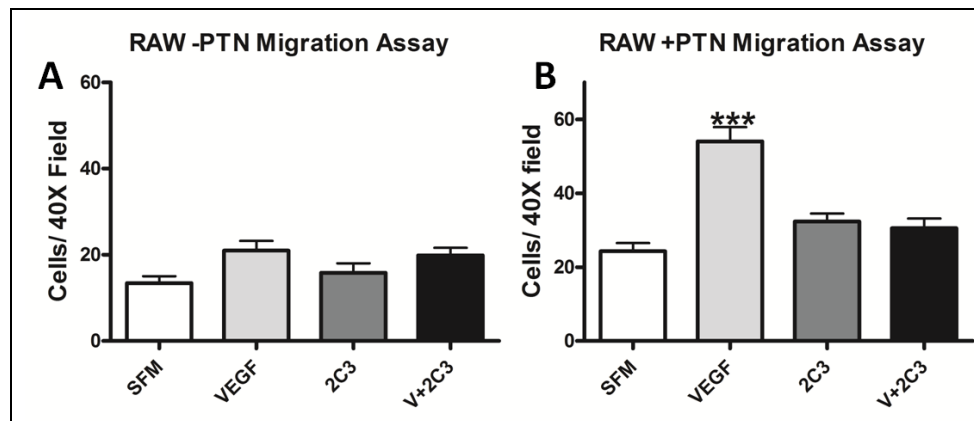 RAW -PTN Migration Assay
A
60
40
20
0
Cells/ 40X Field
SFM
VEGF
2C3
V+2C3
RAW +PTN Migration Assay
B
***
60
40
20
0
Cells/ 40X field
SFM
VEGF
2C3
V+2C3